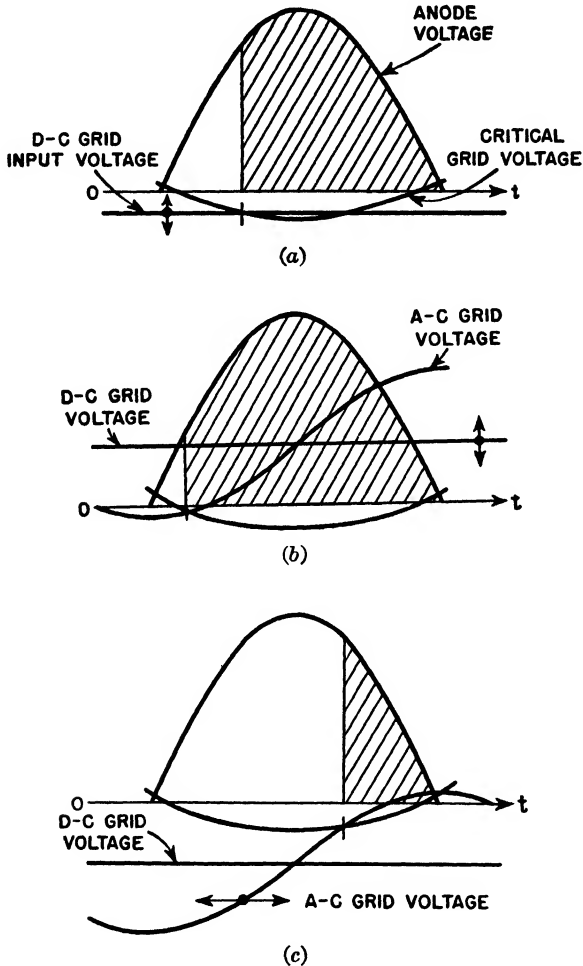 ANODE
VOLTAGE
D-C GRID
INPUT VOLTAGE
CRITICAL
GRID VOLTAGE
0
t
(a)
A-C GRID
VOLTAGE
D-C GRID
VOLTAGE
0
t
(b)
0
t
D-C GRID
VOLTAGE
A-C GRID VOLTAGE
(c)